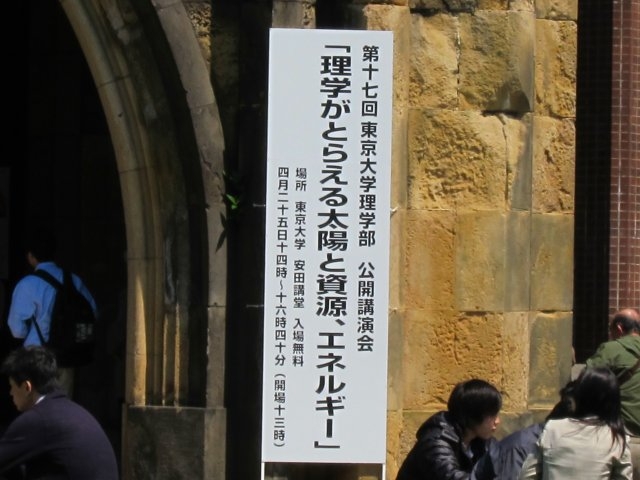 第十七回 東京大学理学部 公開講演会
「理学がとらえる太陽と資源、エネルギー」
場所 東京大学 安田講堂 入場無料
四月二十五日十四時〜十六時四十分（開場十三時）